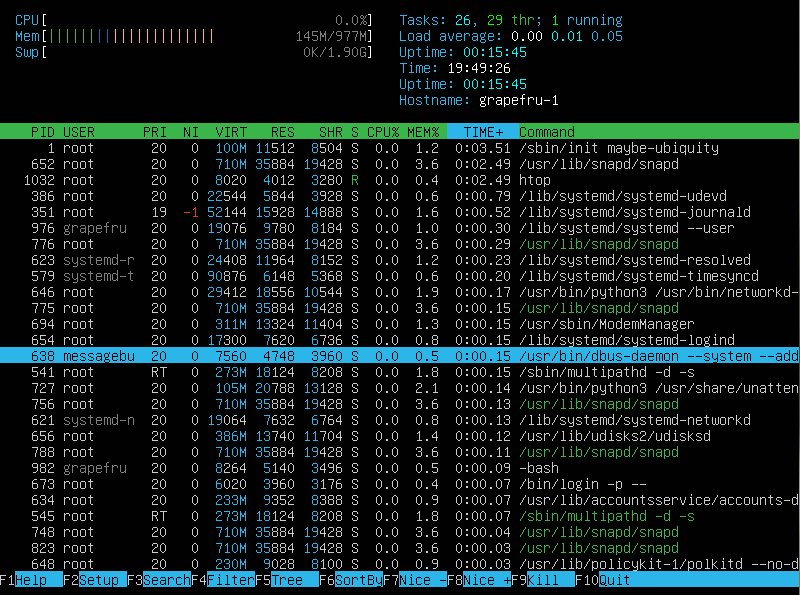 CPU[ 0.0%] Tasks: 26, 29 thr; 1 running
Mem[||||||||||||||||||||| 145M/977M] Load average: 0.00 0.01 0.05
Swp[ 0K/1.90G] Uptime: 00:15:45
Time: 19:49:26
Uptime: 00:15:45
Hostname: grapefru-1
PID USER PRI NI VIRT RES SHR S CPU% MEM% TIME+ Command
1 root 20 0 100M 11512 8504 S 0.0 1.2 0:03.51 /sbin/init maybe-ubiquity
652 root 20 0 710M 35884 19428 S 0.0 3.6 0:02.49 /usr/lib/snapd/snapd
1032 root 20 0 8020 4012 3280 R 0.0 0.4 0:02.49 htop
386 root 20 0 22544 5844 3928 S 0.0 0.6 0:00.79 /lib/systemd/systemd-udevd
351 root 19 -1 52144 15928 14888 S 0.0 1.6 0:00.52 /lib/systemd/systemd-journald
976 grapefru 20 0 19076 9780 8184 S 0.0 1.0 0:00.30 /lib/systemd/systemd --user
776 root 20 0 710M 35884 19428 S 0.0 3.6 0:00.29 /usr/lib/snapd/snapd
623 systemd-r 20 0 24408 11964 8152 S 0.0 1.2 0:00.23 /lib/systemd/systemd-resolved
579 systemd-t 20 0 90876 6148 5368 S 0.0 0.6 0:00.20 /lib/systemd/systemd-timesyncd
646 root 20 0 29412 18556 10544 S 0.0 1.9 0:00.17 /usr/bin/python3 /usr/bin/networkd-
775 root 20 0 710M 35884 19428 S 0.0 3.6 0:00.15 /usr/lib/snapd/snapd
694 root 20 0 311M 13324 11404 S 0.0 1.3 0:00.15 /usr/sbin/ModemManager
654 root 20 0 17300 7620 6736 S 0.0 0.8 0:00.15 /lib/systemd/systemd-logind
638 messagebu 20 0 7560 4748 3960 S 0.0 0.5 0:00.15 /usr/bin/dbus-daemon --system --add
541 root RT 0 273M 18124 8208 S 0.0 1.8 0:00.15 /sbin/multipathd -d -s
727 root 20 0 105M 20788 13128 S 0.0 2.1 0:00.14 /usr/bin/python3 /usr/share/unatten
756 root 20 0 710M 35884 19428 S 0.0 3.6 0:00.13 /usr/lib/snapd/snapd
621 systemd-n 20 0 19064 7632 6764 S 0.0 0.8 0:00.13 /lib/systemd/systemd-networkd
656 root 20 0 386M 13740 11704 S 0.0 1.4 0:00.12 /usr/lib/udisks2/udisksd
788 root 20 0 710M 35884 19428 S 0.0 3.6 0:00.11 /usr/lib/snapd/snapd
982 grapefru 20 0 8264 5140 3496 S 0.0 0.5 0:00.09 -bash
673 root 20 0 6020 3960 3176 S 0.0 0.4 0:00.07 /bin/login -p --
634 root 20 0 233M 9352 8388 S 0.0 0.9 0:00.07 /usr/lib/accountsservice/accounts-d
545 root RT 0 273M 18124 8208 S 0.0 1.8 0:00.07 /sbin/multipathd -d -s
748 root 20 0 710M 35884 19428 S 0.0 3.6 0:00.04 /usr/lib/snapd/snapd
823 root 20 0 710M 35884 19428 S 0.0 3.6 0:00.03 /usr/lib/snapd/snapd
648 root 20 0 230M 9028 8100 S 0.0 0.9 0:00.03 /usr/lib/policykit-1/polkitd --no-d
F1Help F2Setup F3SearchF4FilterF5Tree F6SortByF7Nice -F8Nice +F9Kill F10Quit